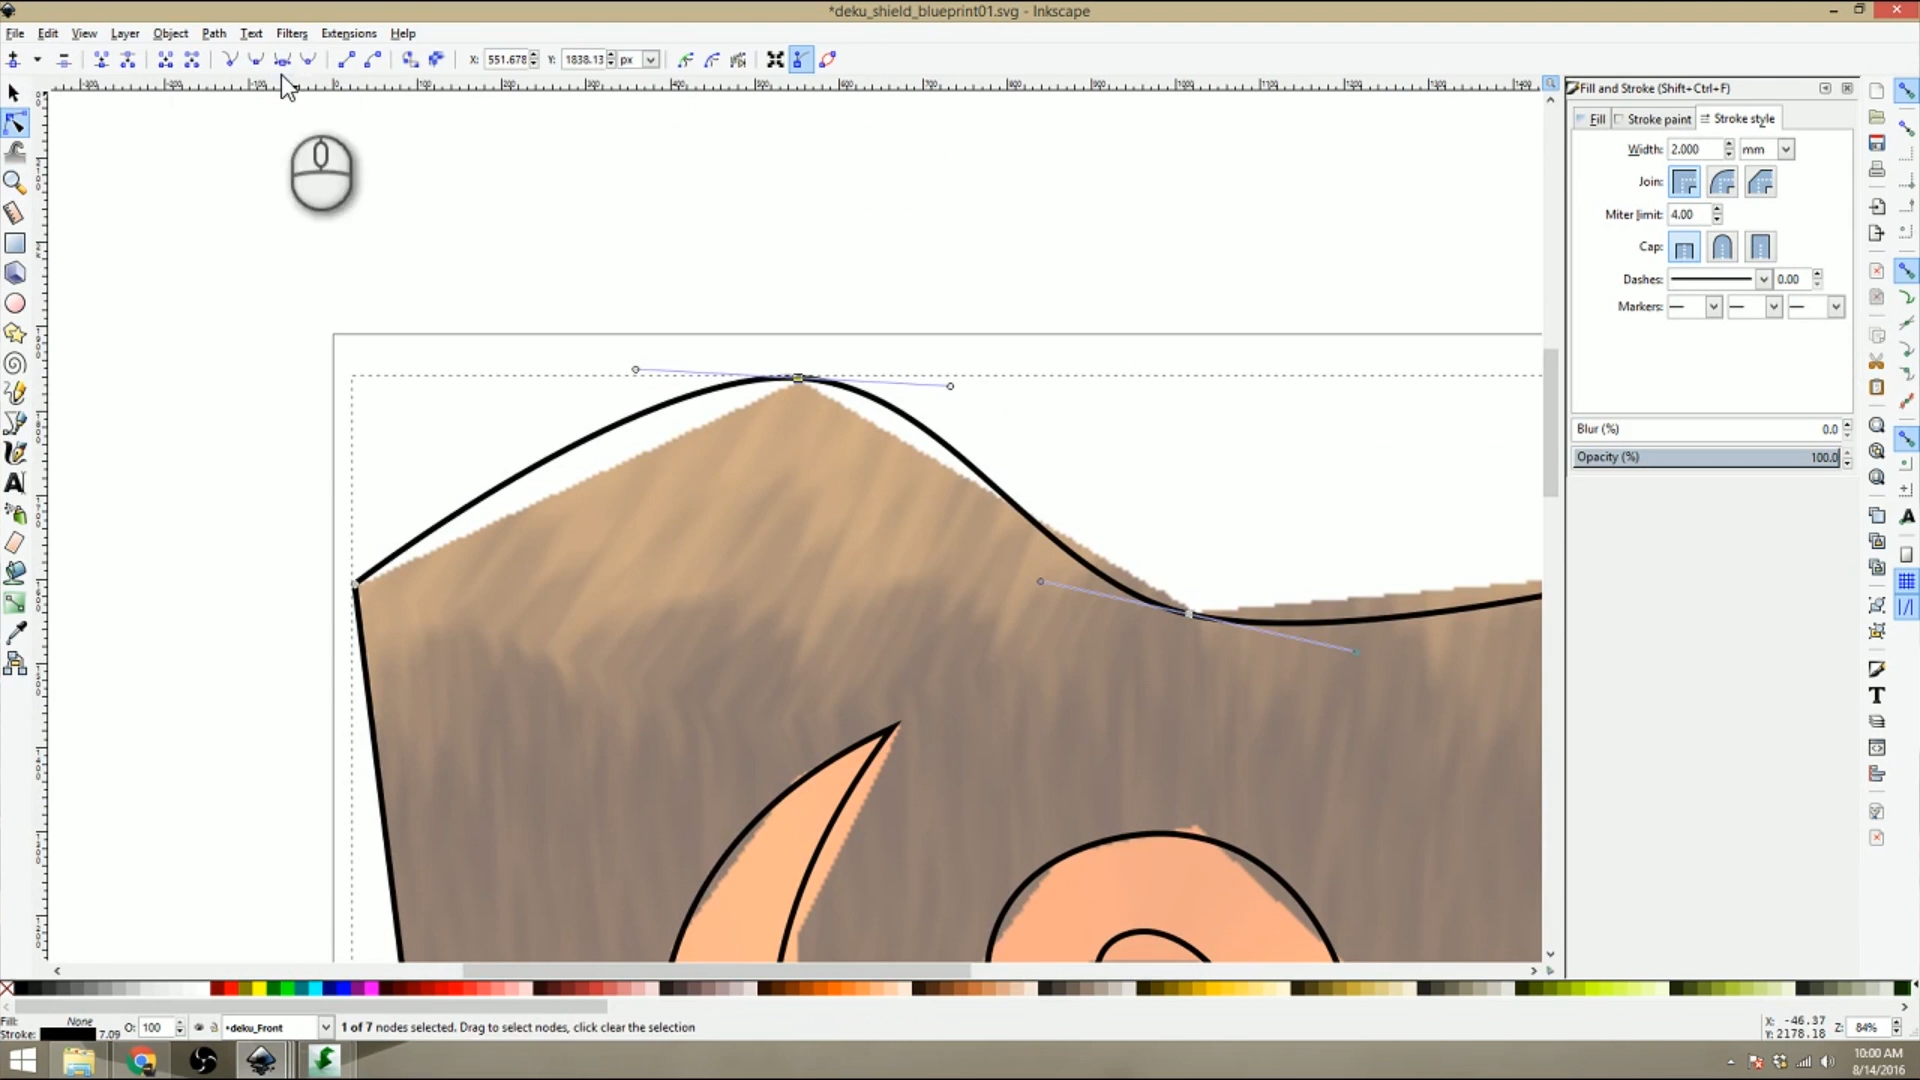 *deku_shield_blueprint01.svg - Inkscape
File Edit View Layer Object Path Text Filters Extensions Help
X: 551.678 Y: 1838.13 px
Fill and Stroke (Shift+Ctrl+F)
Fill Stroke paint Stroke style
Width: 2.000 mm
Join:
Miter limit: 4.00
Cap:
Dashes: 0.00
Markers:
Blur (%) 0.0
Opacity (%) 100.0
Fill: None
Stroke: 7.09
O: 100
•deku_Front
1 of 7 nodes selected. Drag to select nodes, click clear the selection
X: -46.37
Y: 2178.18
Z: 84%
10:00 AM
8/14/2016